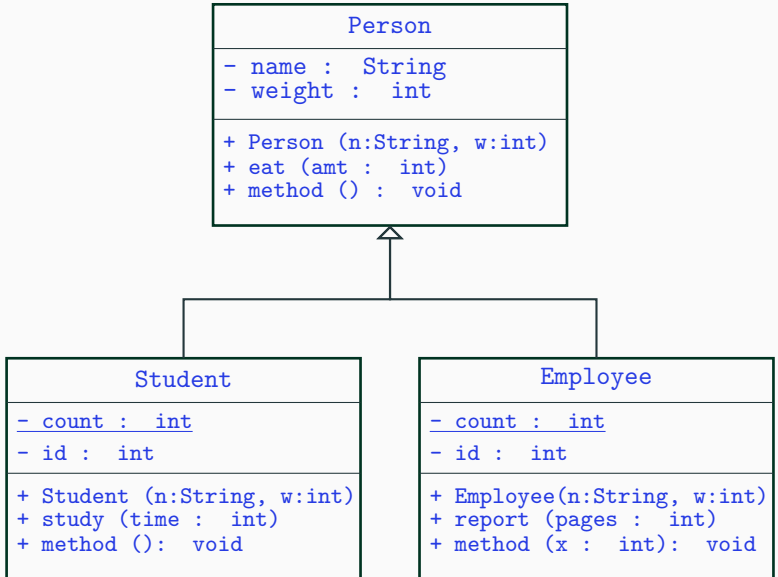 Person
- name : String
- weight : int
+ Person (n:String, w:int)
+ eat (amt : int)
+ method () : void
Student
- count : int
- id : int
+ Student (n:String, w:int)
+ study (time : int)
+ method (): void
Employee
- count : int
- id : int
+ Employee(n:String, w:int)
+ report (pages : int)
+ method (x : int): void